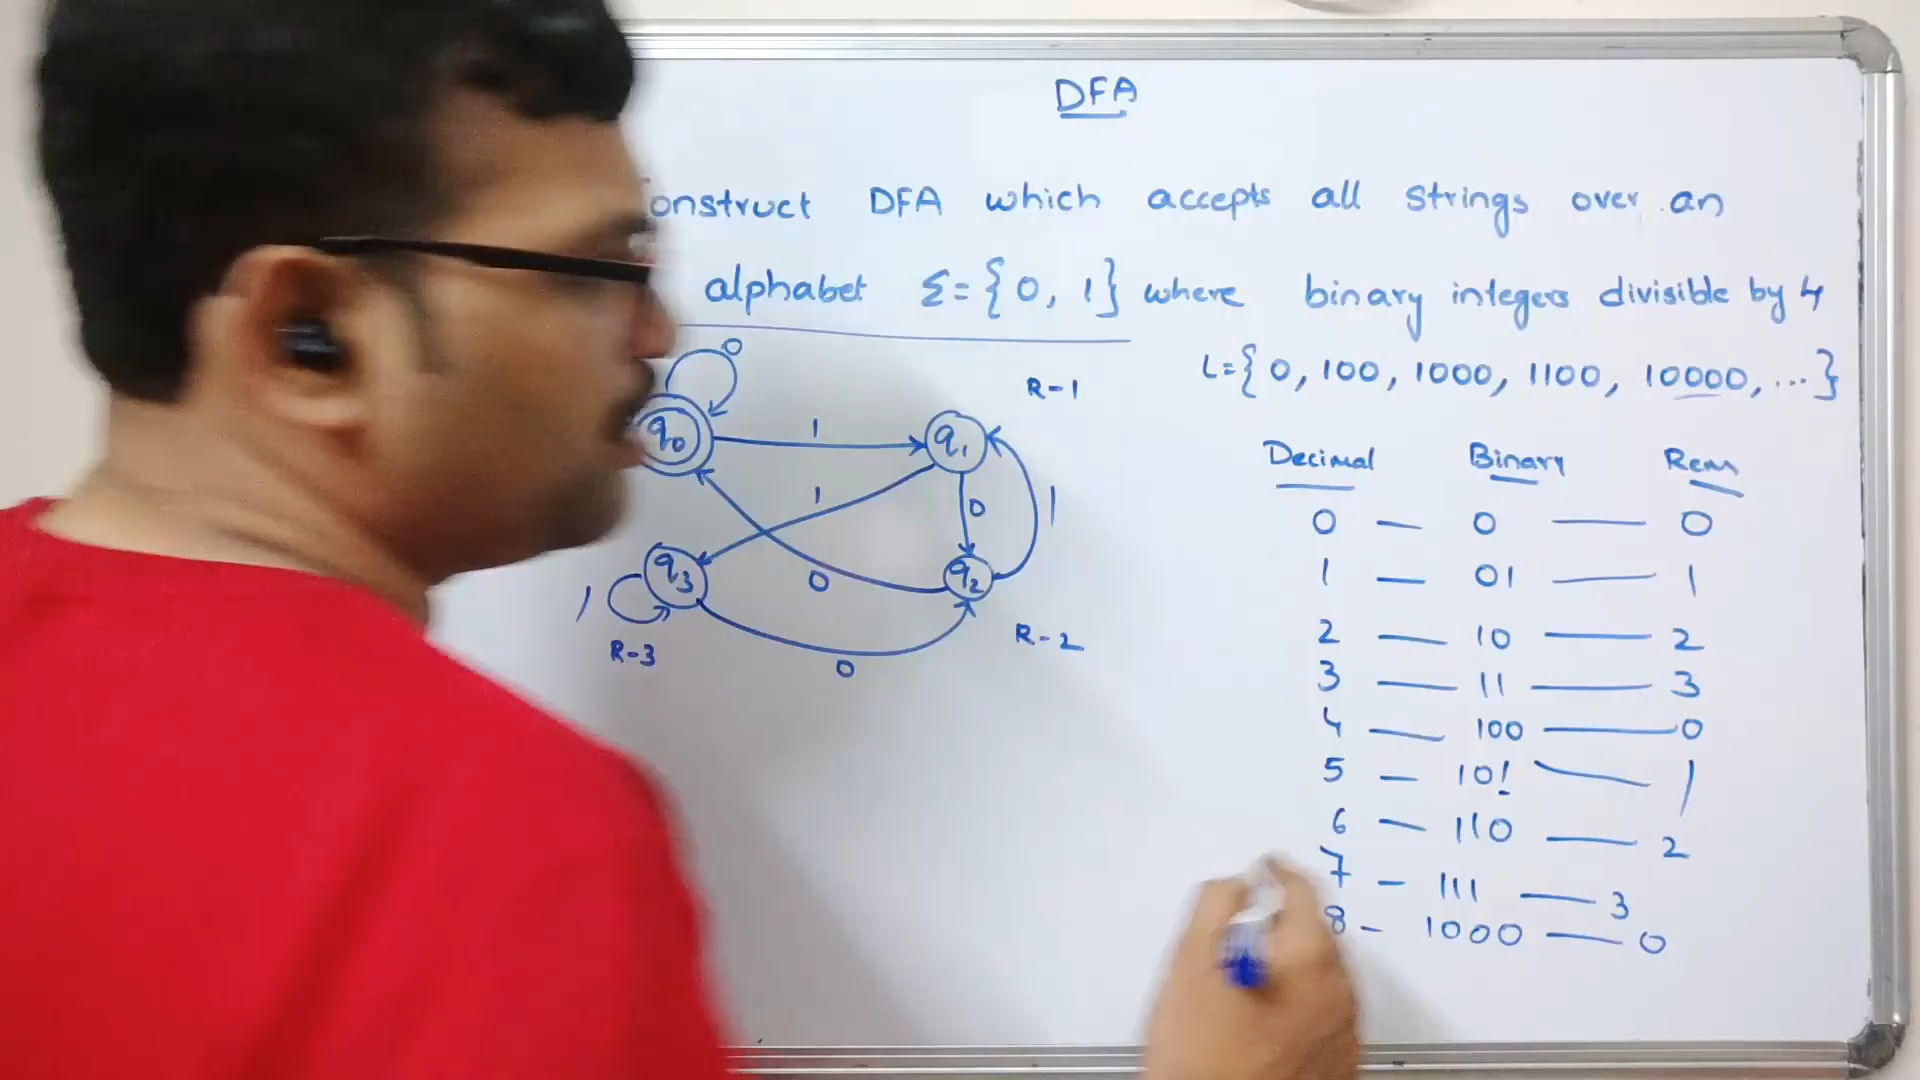 DFA
onstruct DFA which accepts all strings over an
alphabet Σ={0, 1} where binary integers divisible by 4
L={0, 100, 1000, 1100, 10000, ...}
0
R-1
q0
1
q1
1
0
1
q3
0
q2
1
R-3
0
R-2
Decimal Binary Rem
0 — 0 — 0
1 — 01 — 1
2 — 10 — 2
3 — 11 — 3
4 — 100 — 0
5 — 101 — 1
6 — 110 — 2
7 — 111 — 3
8 — 1000 — 0